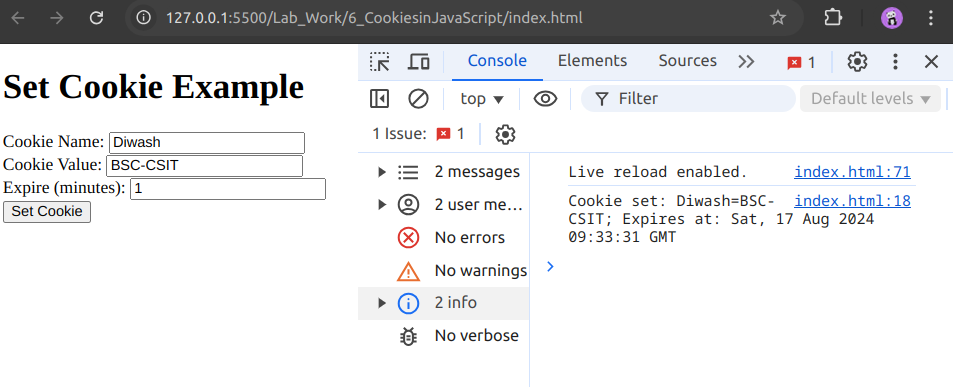 127.0.0.1:5500/Lab_Work/6_CookiesinJavaScript/index.html
Set Cookie Example
Cookie Name: Diwash
Cookie Value: BSC-CSIT
Expire (minutes): 1
Set Cookie
Console Elements Sources 1
top Filter Default levels
1 Issue: 1
2 messages
2 user me…
No errors
No warnings
2 info
No verbose
Live reload enabled. index.html:71
Cookie set: Diwash=BSC- index.html:18
CSIT; Expires at: Sat, 17 Aug 2024
09:33:31 GMT